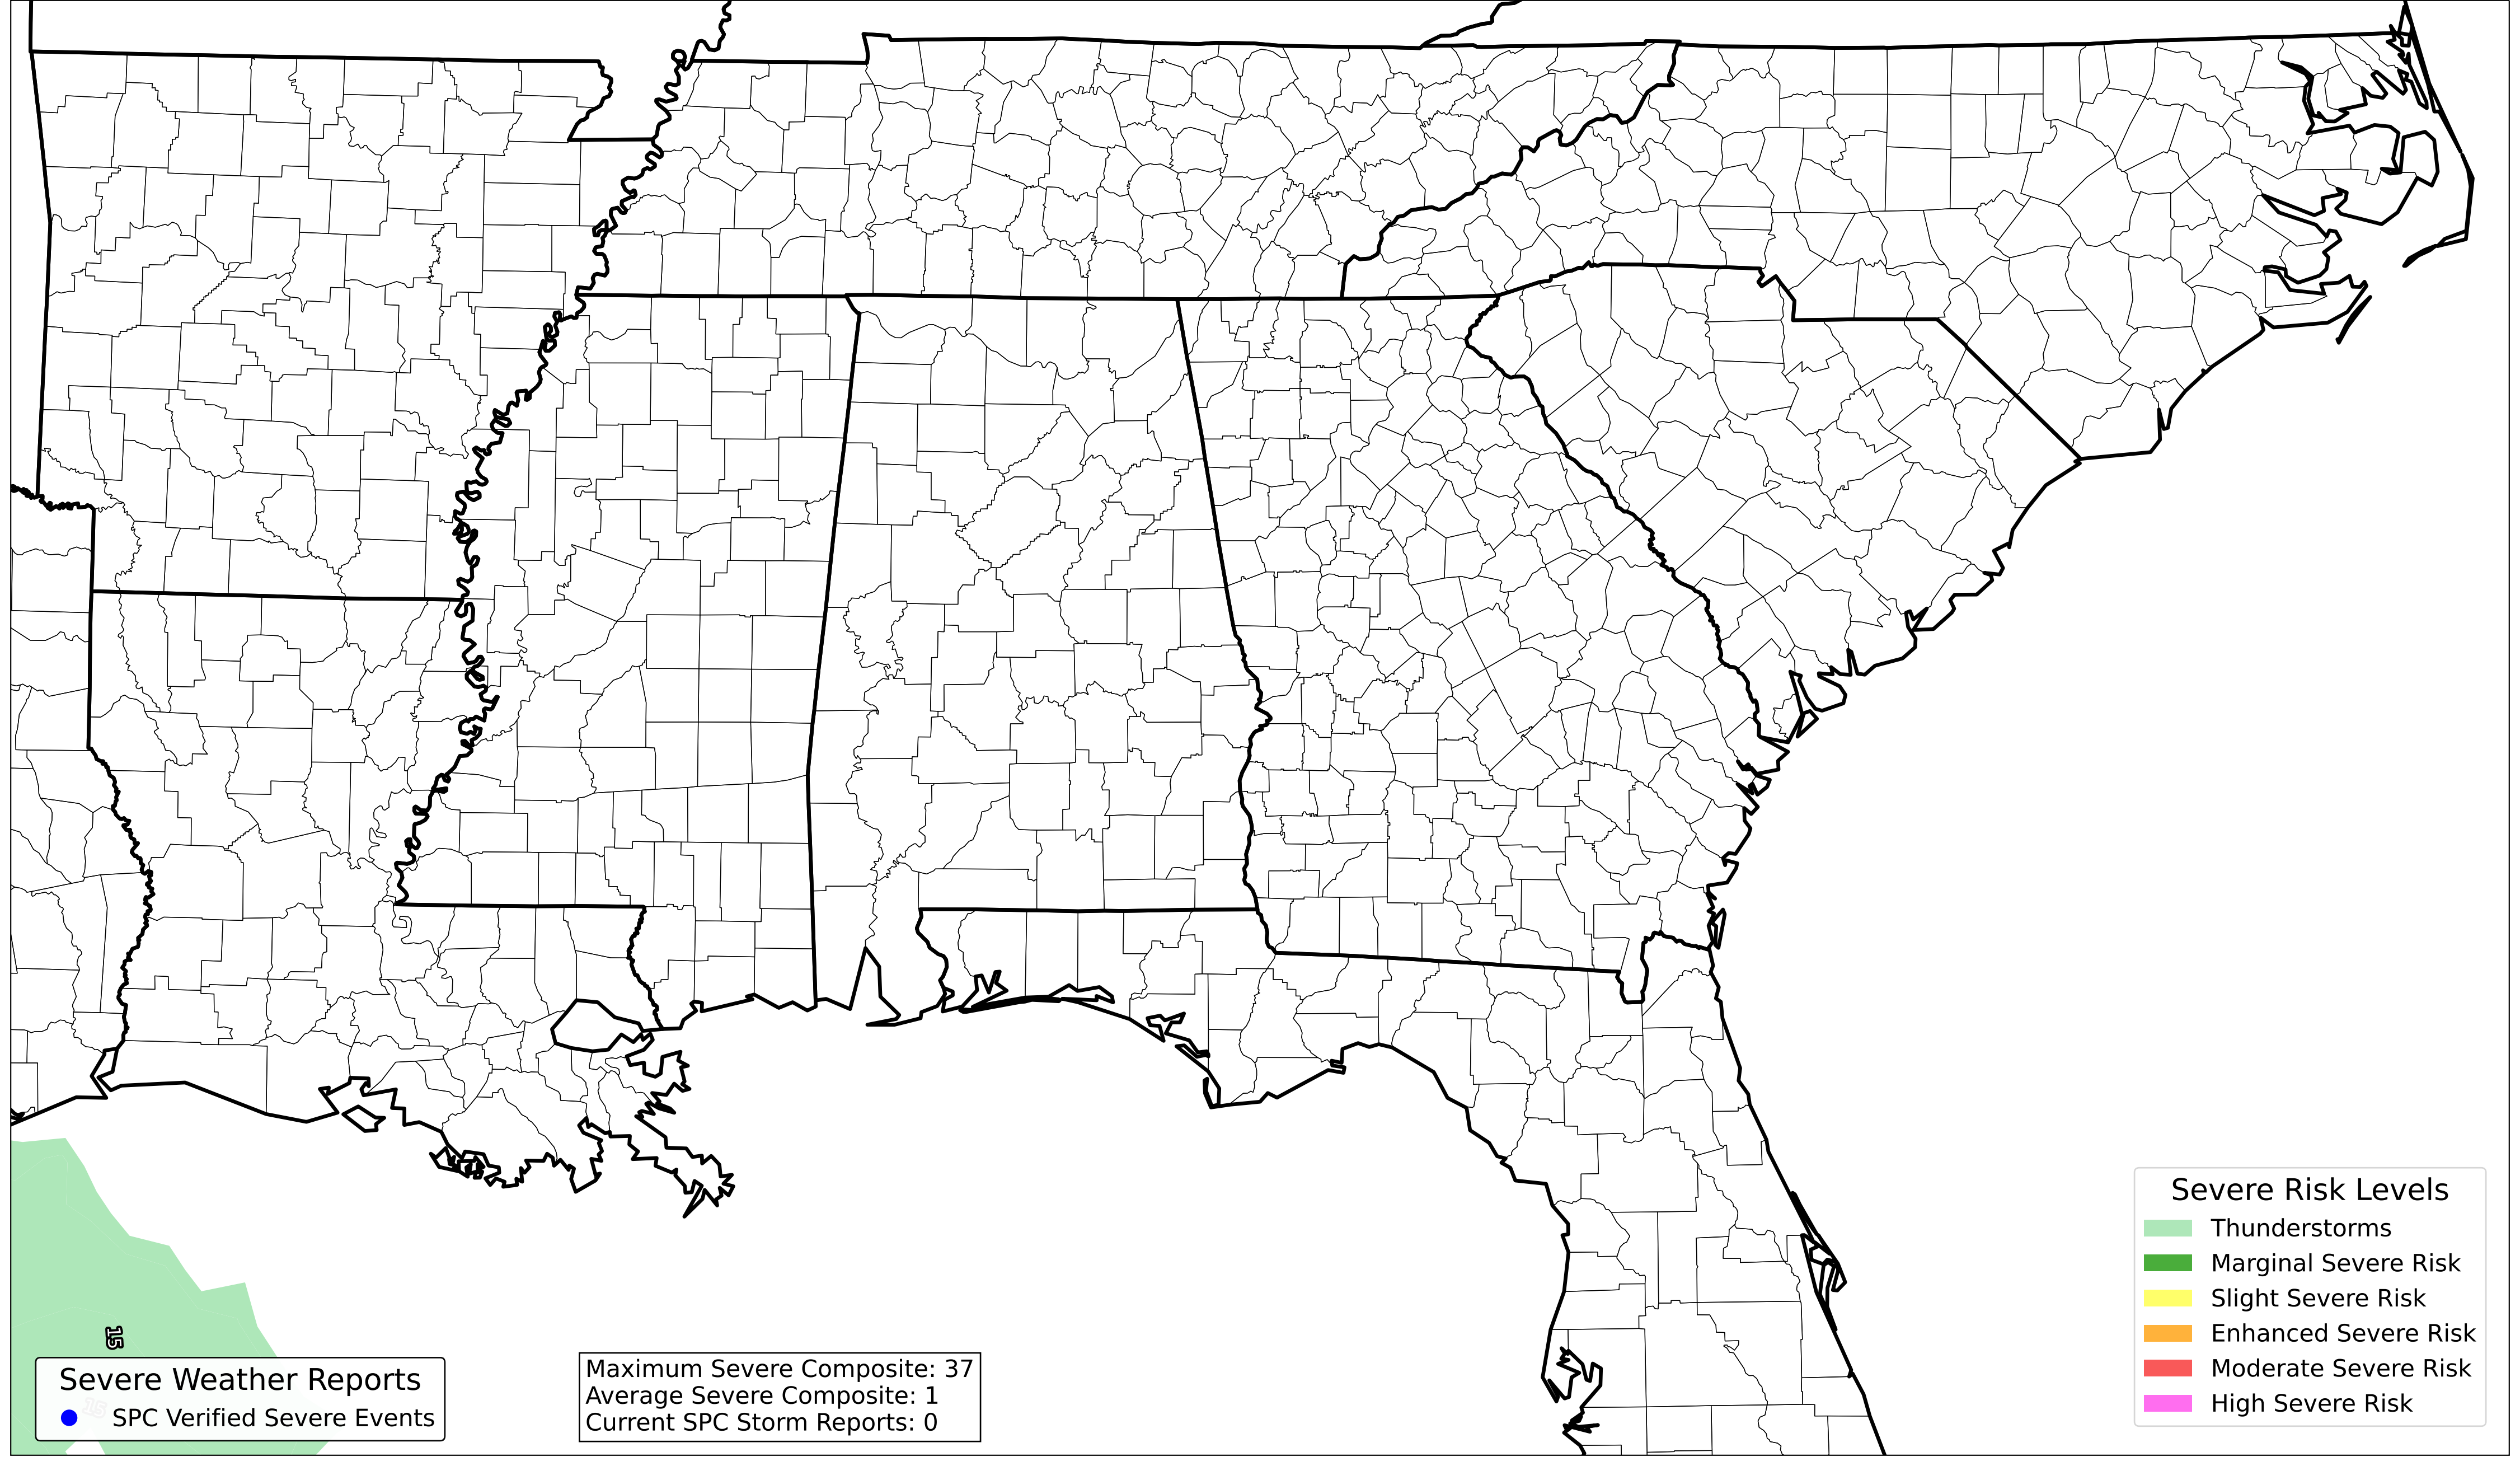 15
Severe Weather Reports
SPC Verified Severe Events
15
Maximum Severe Composite: 37
Average Severe Composite: 1
Current SPC Storm Reports: 0
Severe Risk Levels
Thunderstorms
Marginal Severe Risk
Slight Severe Risk
Enhanced Severe Risk
Moderate Severe Risk
High Severe Risk